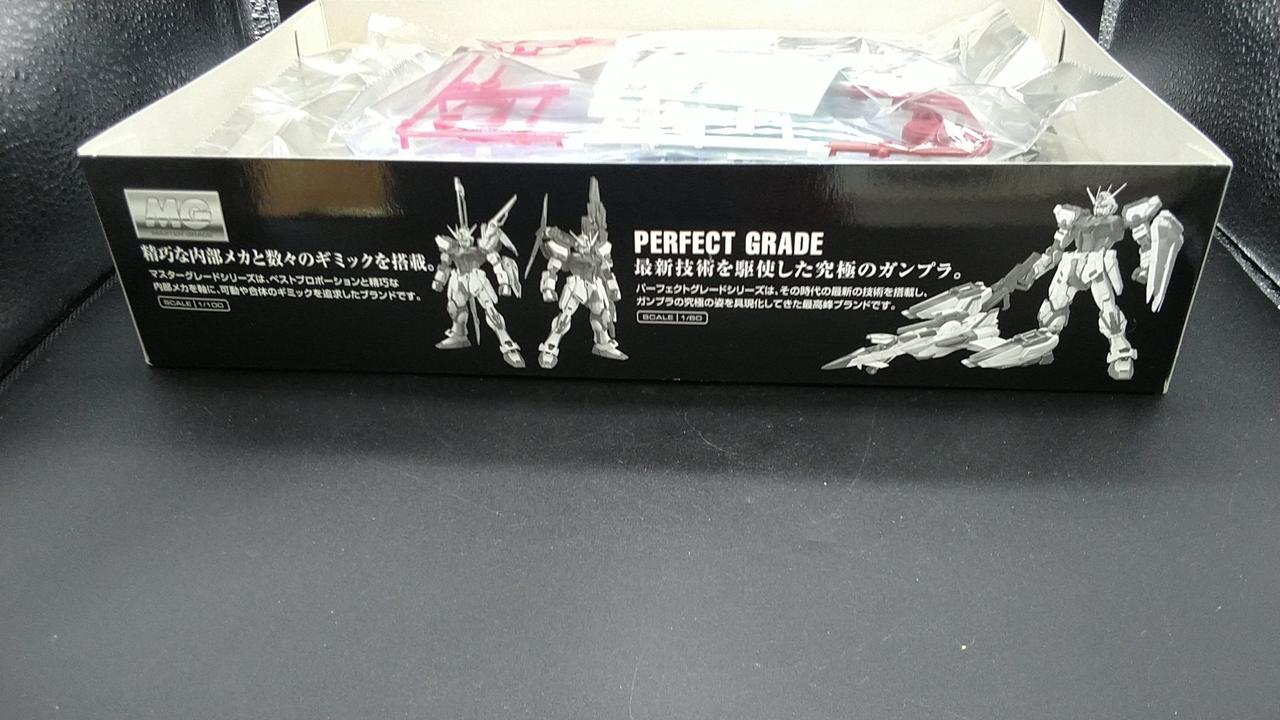 MG
MASTER GRADE
精巧な内部メカと数々のギミックを搭載。
マスターグレードシリーズは、ベストプロポーションと精巧な
内部メカを軸に、可動や合体のギミックを追求したブランドです。
SCALE 1/100
PERFECT GRADE
最新技術を駆使した究極のガンプラ。
パーフェクトグレードシリーズは、その時代の最新の技術を搭載し、
ガンプラの究極の姿を具現化してきた最高峰ブランドです。
SCALE 1/60